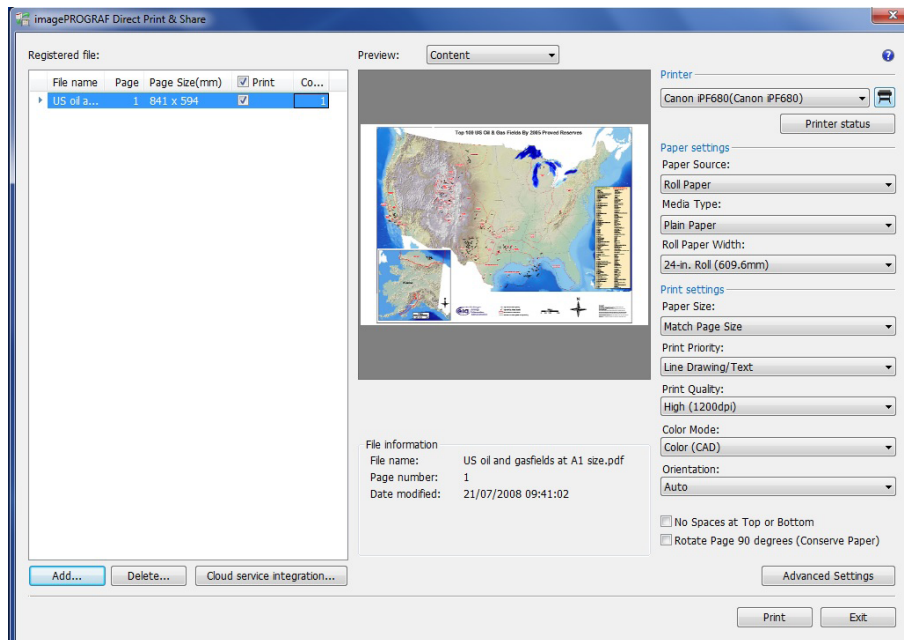 imagePROGRAF Direct Print & Share
Registered file:
File name Page Page Size(mm) Print Co...
US oil a... 1 841 x 594 1
Add... Delete... Cloud service integration...
Preview: Content
Top 100 US Oil & Gas Fields By 2005 Proved Reserves
eia
File information
File name: US oil and gasfields at A1 size.pdf
Page number: 1
Date modified: 21/07/2008 09:41:02
Printer
Canon iPF680(Canon iPF680)
Printer status
Paper settings
Paper Source:
Roll Paper
Media Type:
Plain Paper
Roll Paper Width:
24-in. Roll (609.6mm)
Print settings
Paper Size:
Match Page Size
Print Priority:
Line Drawing/Text
Print Quality:
High (1200dpi)
Color Mode:
Color (CAD)
Orientation:
Auto
No Spaces at Top or Bottom
Rotate Page 90 degrees (Conserve Paper)
Advanced Settings
Print Exit